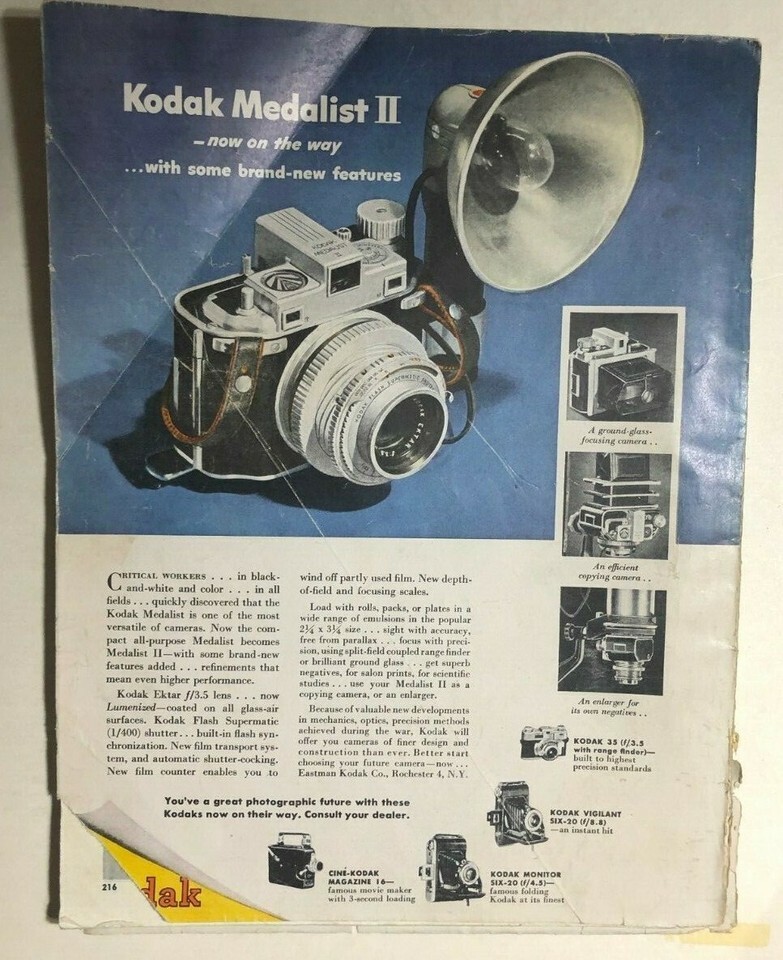 Kodak Medalist II
– now on the way
...with some brand-new features
KODAK
MEDALIST
II
KODAK FLASH SUPERMATIC
EKTAR
A ground-glass-
focusing camera . .
An efficient
copying camera . .
An enlarger for
its own negatives . .
CRITICAL WORKERS . . . in black-
and-white and color . . . in all
fields . . . quickly discovered that the
Kodak Medalist is one of the most
versatile of cameras. Now the com-
pact all-purpose Medalist becomes
Medalist II—with some brand-new
features added . . . refinements that
mean even higher performance.
Kodak Ektar f/3.5 lens . . . now
Lumenized—coated on all glass-air
surfaces. Kodak Flash Supermatic
(1/400) shutter . . . built-in flash syn-
chronization. New film transport sys-
tem, and automatic shutter-cocking.
New film counter enables you to
wind off partly used film. New depth-
of-field and focusing scales.
Load with rolls, packs, or plates in a
wide range of emulsions in the popular
2¼ x 3¼ size . . . sight with accuracy,
free from parallax . . . focus with preci-
sion, using split-field coupled range finder
or brilliant ground glass . . . get superb
negatives, for salon prints, for scientific
studies . . . use your Medalist II as a
copying camera, or an enlarger.
Because of valuable new developments
in mechanics, optics, precision methods
achieved during the war, Kodak will
offer you cameras of finer design and
construction than ever. Better start
choosing your future camera—now . . .
Eastman Kodak Co., Rochester 4, N.Y.
KODAK 35 (f/3.5
with range finder)—
built to highest
precision standards
You've a great photographic future with these
Kodaks now on their way. Consult your dealer.
KODAK VIGILANT
SIX-20 (f/8.8)
—an instant hit
CINÉ-KODAK
MAGAZINE 16—
famous movie maker
with 3-second loading
KODAK MONITOR
SIX-20 (f/4.5)—
famous folding
Kodak at its finest
216
dak